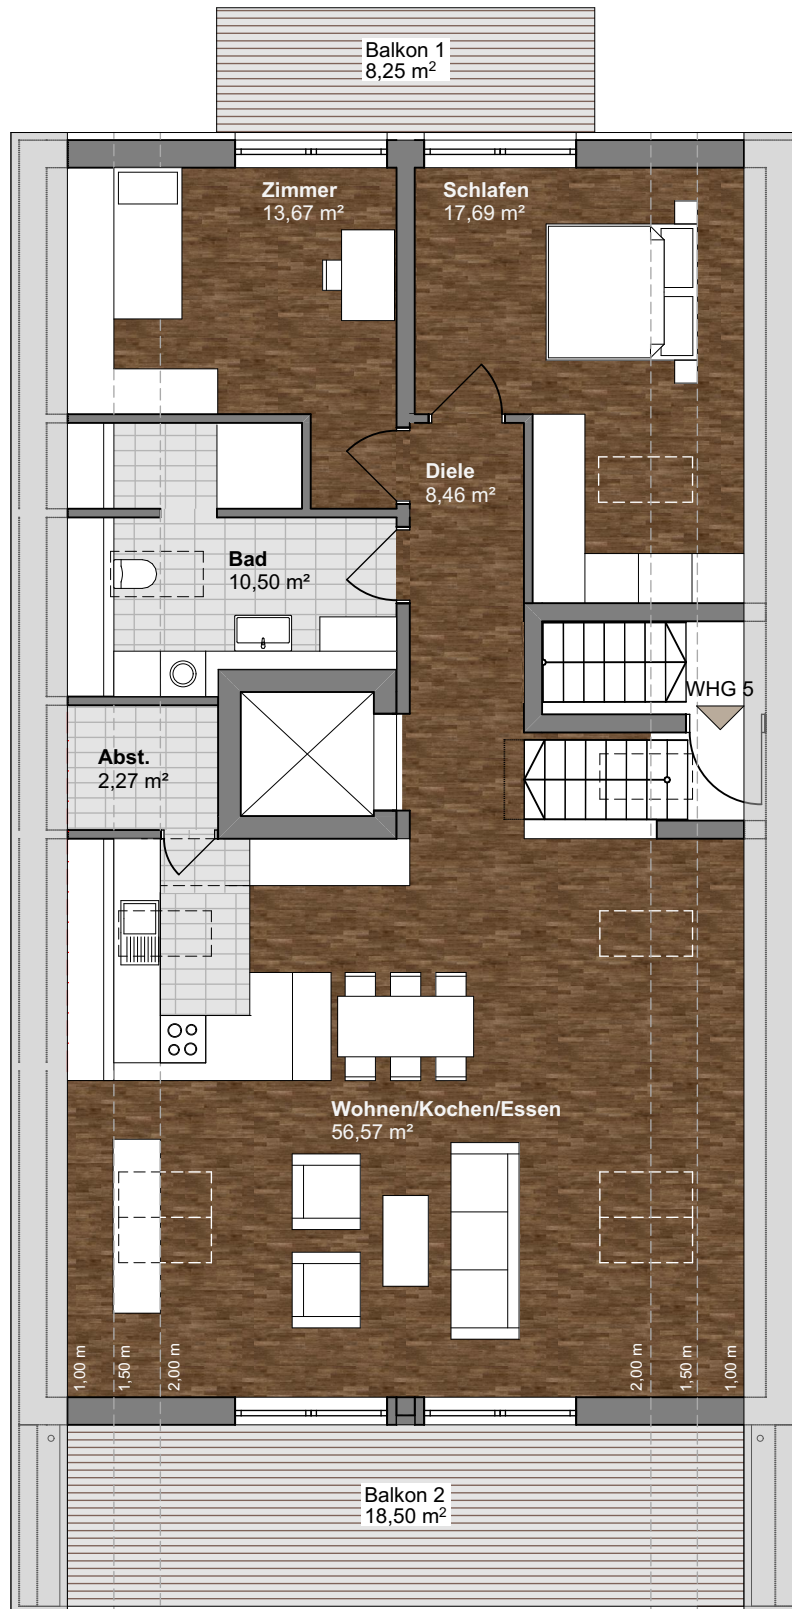 Balkon 1
8,25 m²
Zimmer
13,67 m²
Schlafen
17,69 m²
Diele
8,46 m²
Bad
10,50 m²
WHG 5
Abst.
2,27 m²
Wohnen/Kochen/Essen
56,57 m²
1,00 m
1,50 m
2,00 m
2,00 m
1,50 m
1,00 m
Balkon 2
18,50 m²